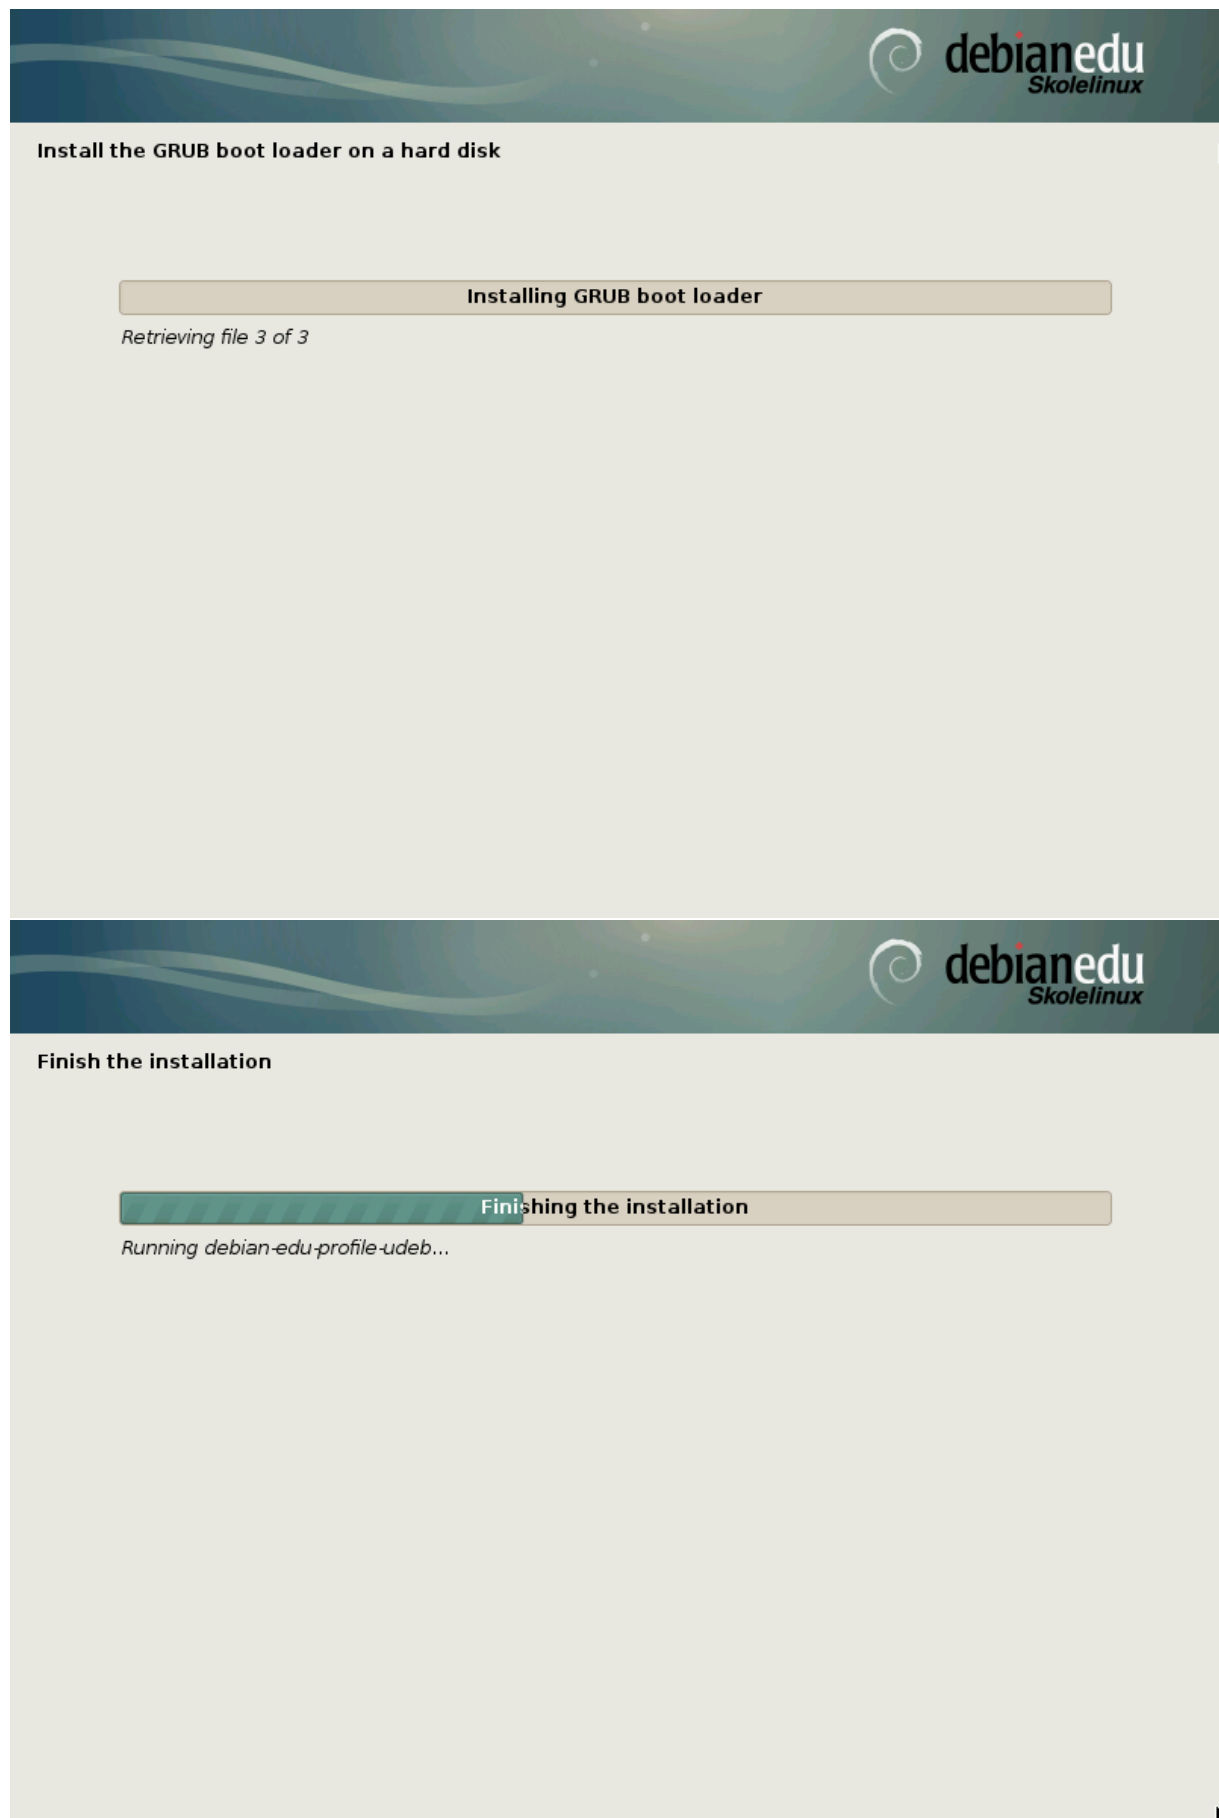 debianedu
Skolelinux
Install the GRUB boot loader on a hard disk
Installing GRUB boot loader
Retrieving file 3 of 3
debianedu
Skolelinux
Finish the installation
Finishing the installation
Running debian-edu-profile-udeb...